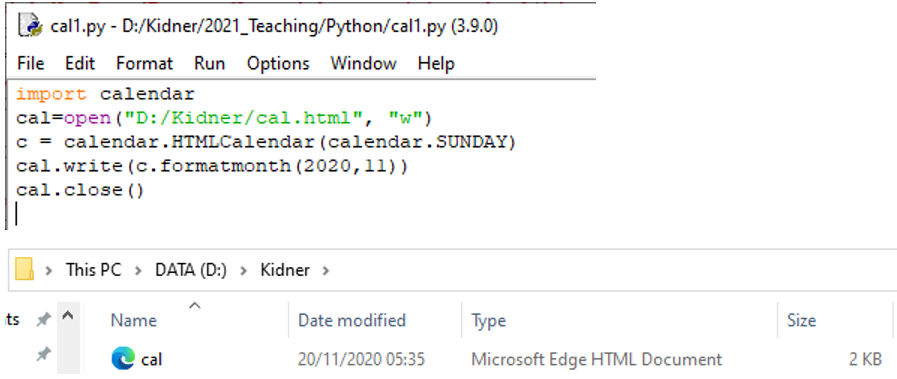 cal1.py - D:/Kidner/2021_Teaching/Python/cal1.py (3.9.0)
File Edit Format Run Options Window Help
import calendar
cal=open("D:/Kidner/cal.html", "w")
c = calendar.HTMLCalendar(calendar.SUNDAY)
cal.write(c.formatmonth(2020,11))
cal.close()
This PC > DATA (D:) > Kidner >
ts Name Date modified Type Size
cal 20/11/2020 05:35 Microsoft Edge HTML Document 2 KB